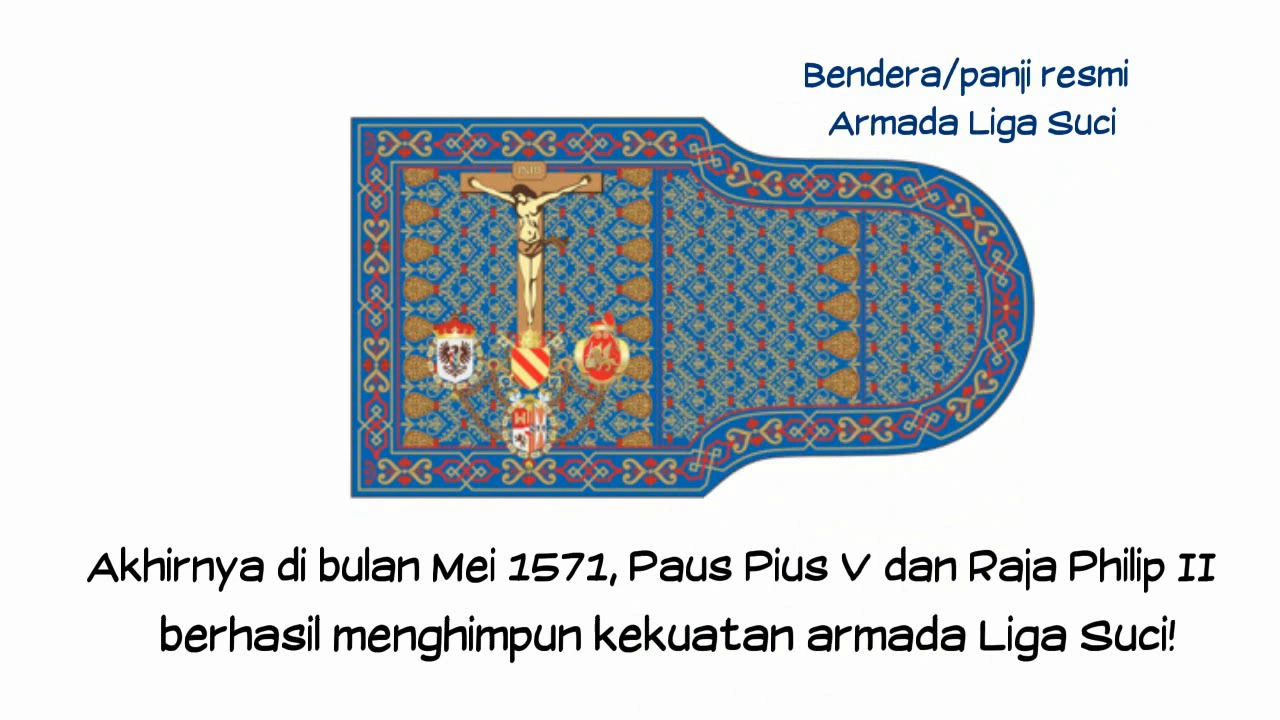 Bendera/panji resmi
Armada Liga Suci
INRI
Akhirnya di bulan Mei 1571, Paus Pius V dan Raja Philip II
berhasil menghimpun kekuatan armada Liga Suci!